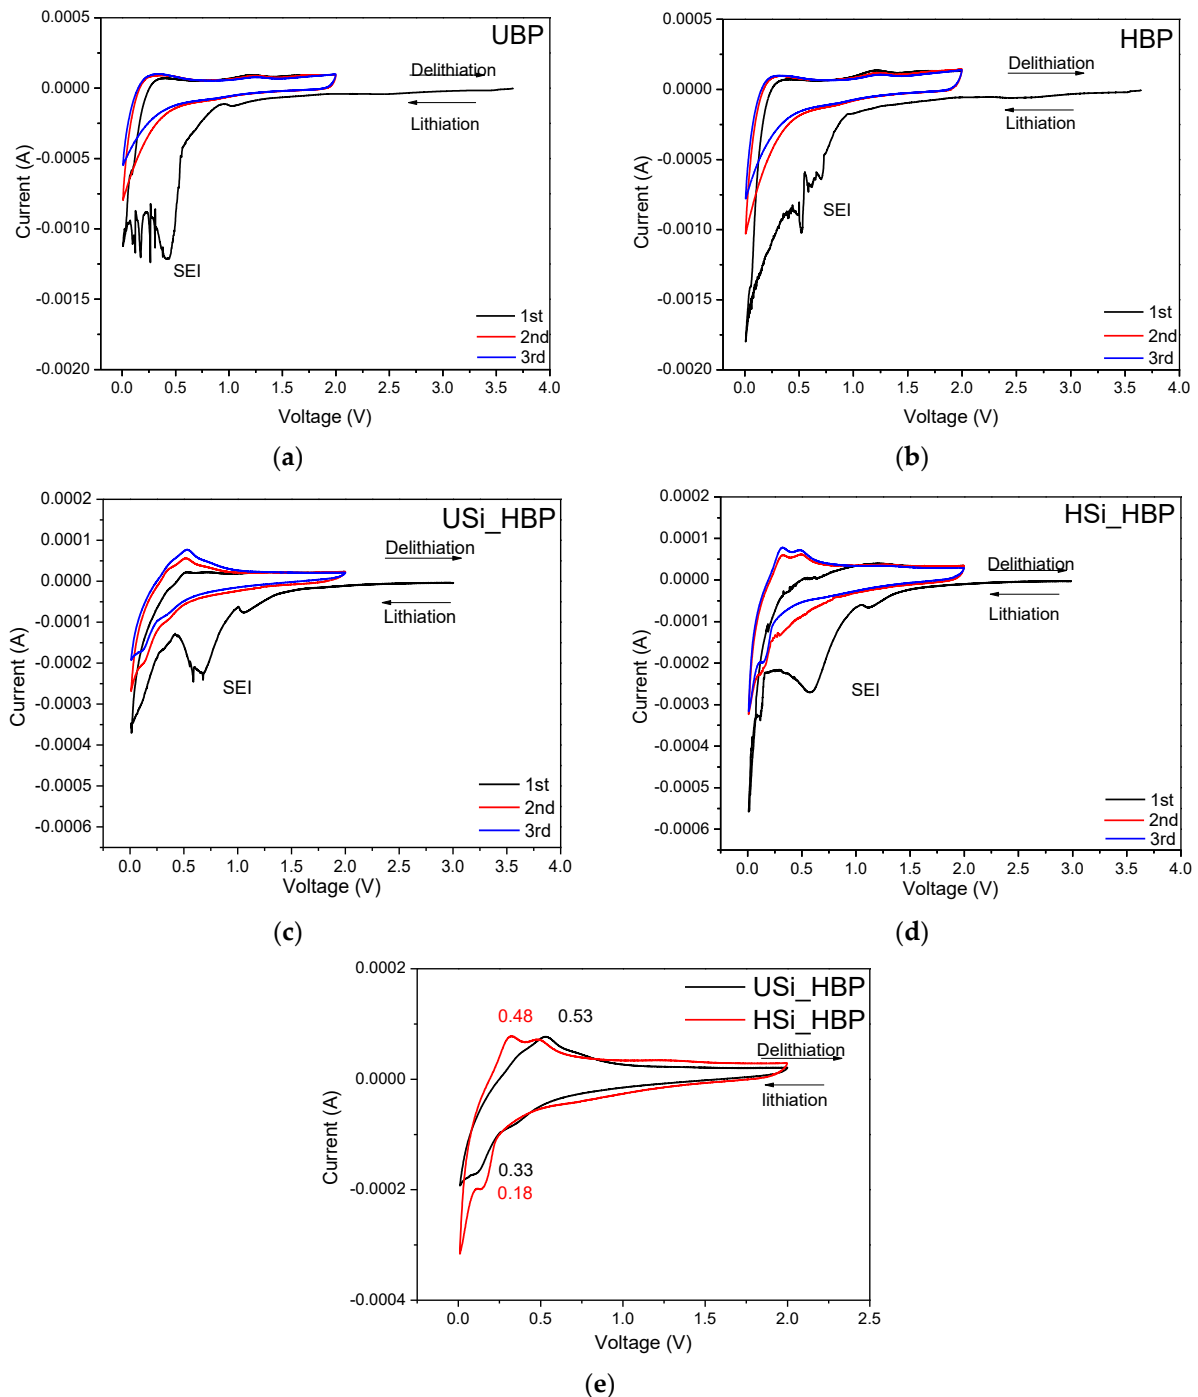 UBP
0.0005
0.0000
-0.0005
-0.0010
-0.0015
-0.0020
Current (A)
Delithiation
Lithiation
SEI
1st
2nd
3rd
0.0 0.5 1.0 1.5 2.0 2.5 3.0 3.5 4.0
Voltage (V)
(a)
HBP
0.0005
0.0000
-0.0005
-0.0010
-0.0015
-0.0020
Current (A)
Delithiation
Lithiation
SEI
1st
2nd
3rd
0.0 0.5 1.0 1.5 2.0 2.5 3.0 3.5 4.0
Voltage (V)
(b)
USi_HBP
0.0002
0.0001
0.0000
-0.0001
-0.0002
-0.0003
-0.0004
-0.0005
-0.0006
Current (A)
Delithiation
Lithiation
SEI
1st
2nd
3rd
0.0 0.5 1.0 1.5 2.0 2.5 3.0 3.5 4.0
Voltage (V)
(c)
HSi_HBP
0.0002
0.0001
0.0000
-0.0001
-0.0002
-0.0003
-0.0004
-0.0005
-0.0006
Current (A)
Delithiation
Lithiation
SEI
1st
2nd
3rd
0.0 0.5 1.0 1.5 2.0 2.5 3.0 3.5 4.0
Voltage (V)
(d)
0.0002
0.0000
-0.0002
-0.0004
Current (A)
USi_HBP
HSi_HBP
0.48 0.53
Delithiation
lithiation
0.33
0.18
0.0 0.5 1.0 1.5 2.0 2.5
Voltage (V)
(e)